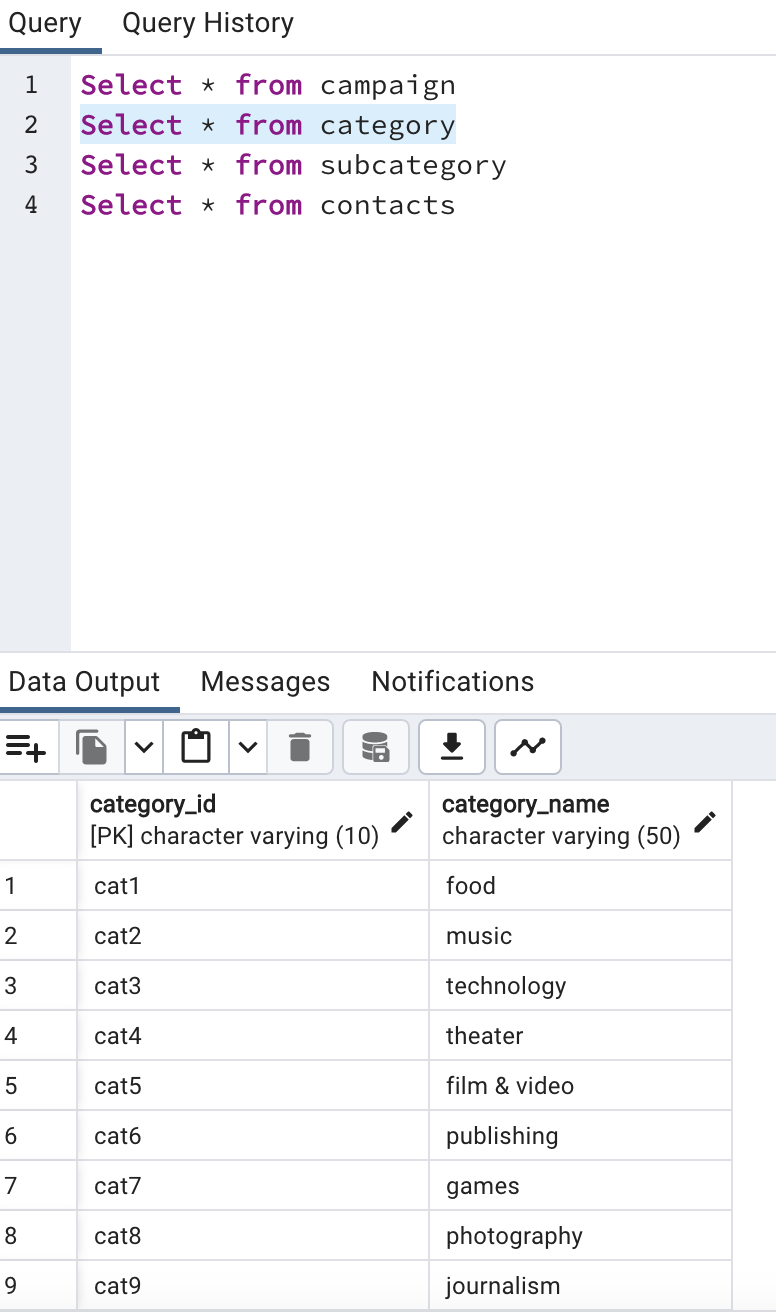 Query Query History
1 Select * from campaign
2 Select * from category
3 Select * from subcategory
4 Select * from contacts
Data Output Messages Notifications
category_id category_name
[PK] character varying (10) character varying (50)
1 cat1 food
2 cat2 music
3 cat3 technology
4 cat4 theater
5 cat5 film & video
6 cat6 publishing
7 cat7 games
8 cat8 photography
9 cat9 journalism